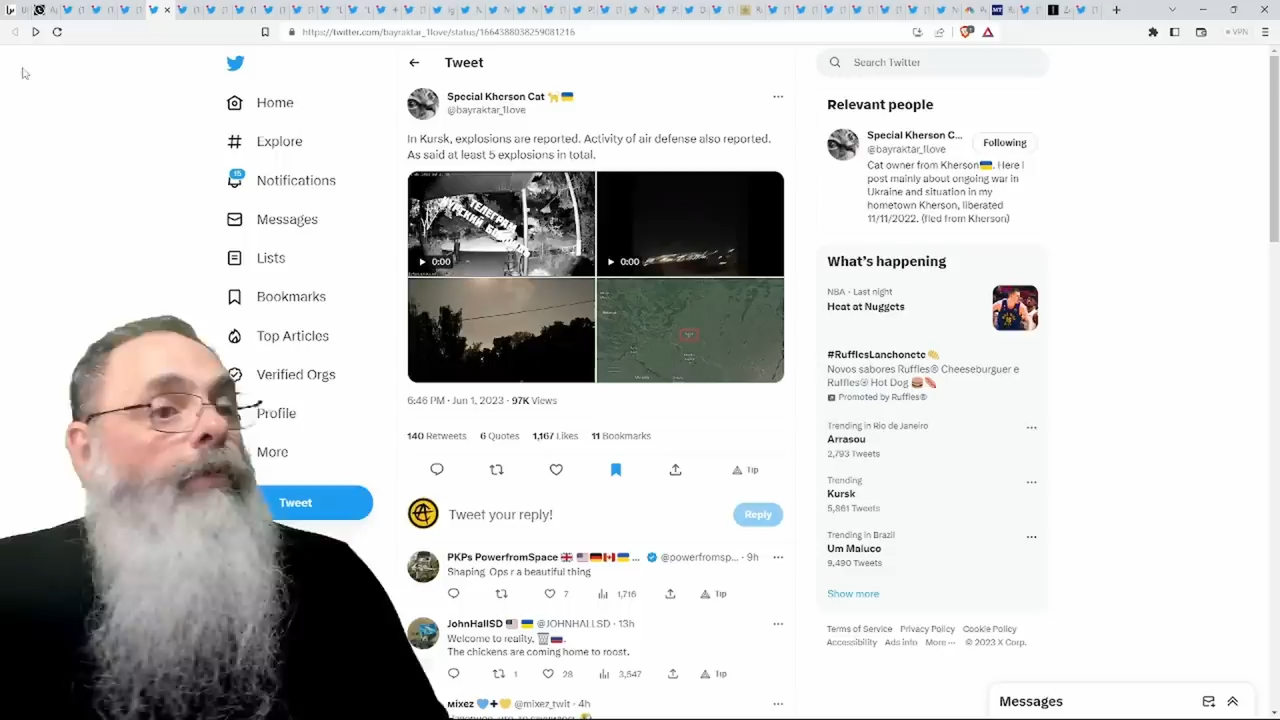 https://twitter.com/bayraktar_1love/status/1664388038259081216
VPN
Home
Explore
15
Notifications
Messages
Lists
Bookmarks
Top Articles
Verified Orgs
Profile
More
Tweet
Tweet
Special Kherson Cat
@bayraktar_1love
In Kursk, explosions are reported. Activity of air defense also reported.
As said at least 5 explosions in total.
ТЕЛЕГРАМ
0:00
0:00
6:46 PM · Jun 1, 2023 · 97K Views
140 Retweets 6 Quotes 1,167 Likes 11 Bookmarks
Tip
Tweet your reply!
Reply
PKPs PowerfromSpace ... @powerfromsp... · 9h
Shaping Ops r a beautiful thing
7 1,716 Tip
JohnHallSD @JOHNHALLSD · 13h
Welcome to reality.
The chickens are coming home to roost.
1 28 3,547 Tip
mixez @mixez_twit · 4h
Search Twitter
Relevant people
Special Kherson C...
@bayraktar_1love
Following
Cat owner from Kherson. Here I
post mainly about ongoing war in
Ukraine and situation in my
hometown Kherson, liberated
11/11/2022. (fled from Kherson)
What's happening
NBA · Last night
Heat at Nuggets
#RufflesLanchonete
Novos sabores Ruffles® Cheeseburguer e
Ruffles® Hot Dog
Promoted by Ruffles®
Trending in Rio de Janeiro
Arrasou
2,793 Tweets
Trending
Kursk
5,861 Tweets
Trending in Brazil
Um Maluco
9,490 Tweets
Show more
Terms of Service Privacy Policy Cookie Policy
Accessibility Ads info More ··· © 2023 X Corp.
Messages